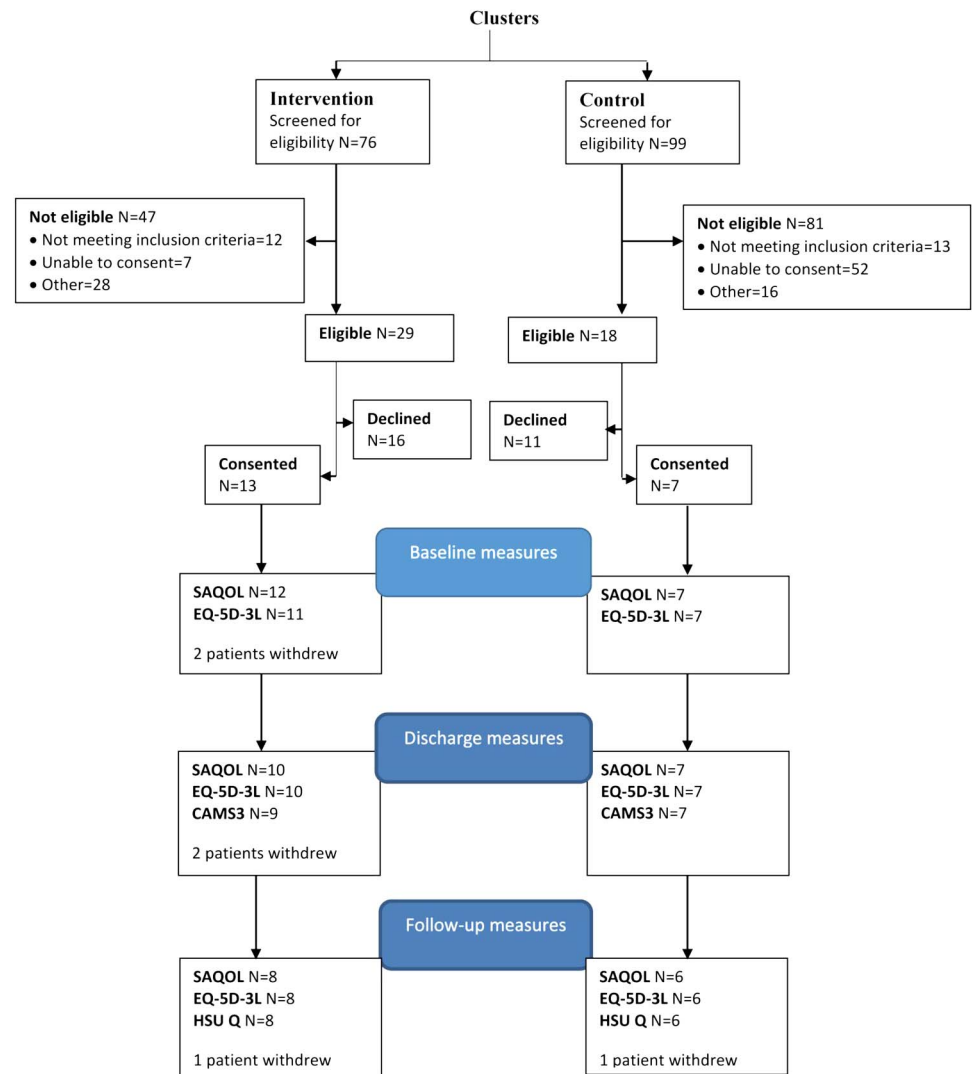 Clusters
Intervention
Screened for
eligibility N=76
Control
Screened for
eligibility N=99
Not eligible N=47
• Not meeting inclusion criteria=12
• Unable to consent=7
• Other=28
Not eligible N=81
• Not meeting inclusion criteria=13
• Unable to consent=52
• Other=16
Eligible N=29
Eligible N=18
Declined
N=16
Declined
N=11
Consented
N=13
Consented
N=7
Baseline measures
SAQOL N=12
EQ-5D-3L N=11
2 patients withdrew
SAQOL N=7
EQ-5D-3L N=7
Discharge measures
SAQOL N=10
EQ-5D-3L N=10
CAMS3 N=9
2 patients withdrew
SAQOL N=7
EQ-5D-3L N=7
CAMS3 N=7
Follow-up measures
SAQOL N=8
EQ-5D-3L N=8
HSU Q N=8
1 patient withdrew
SAQOL N=6
EQ-5D-3L N=6
HSU Q N=6
1 patient withdrew